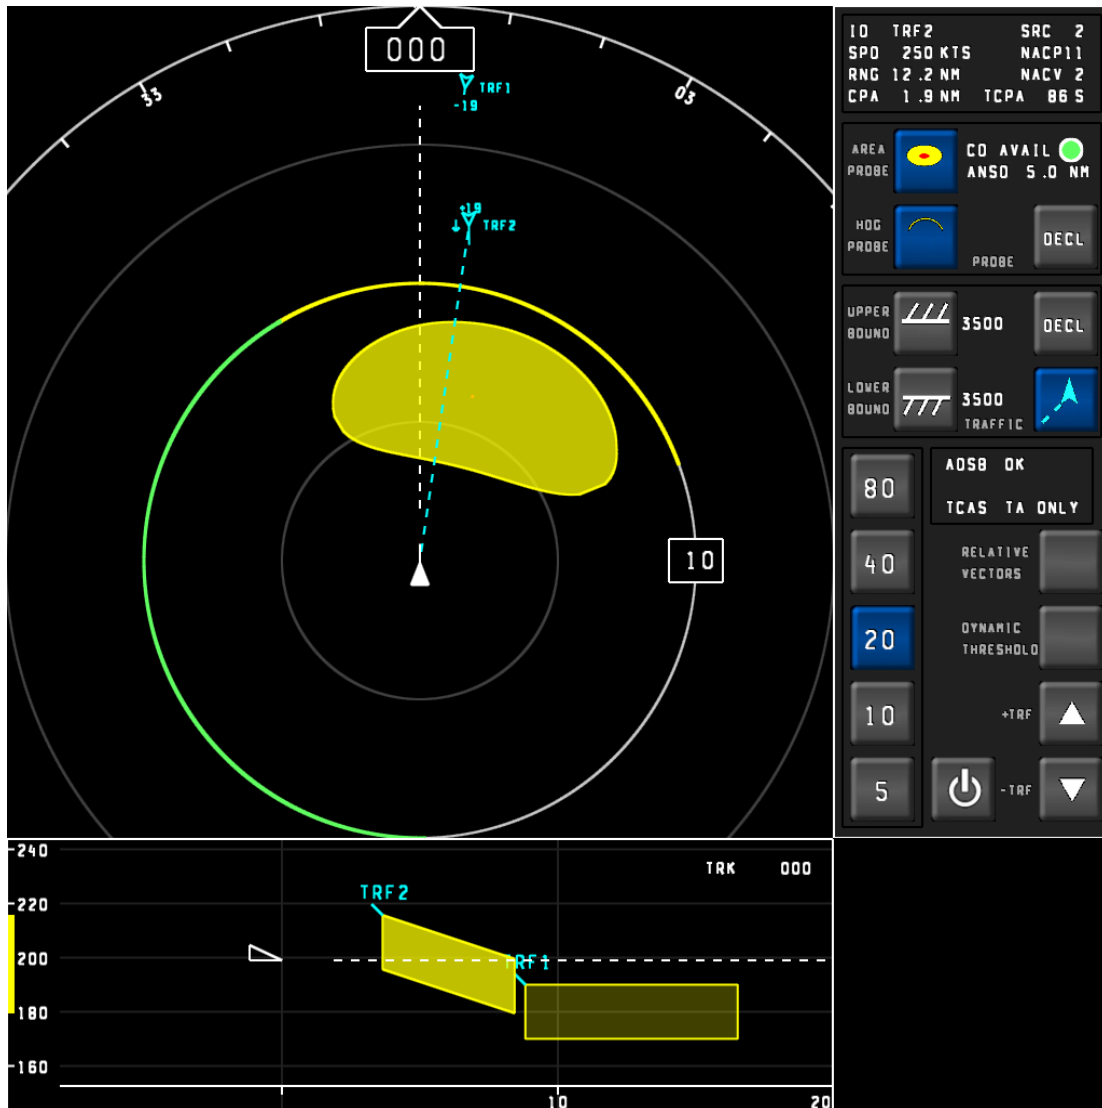 000
33
03
TRF1
-19
+19
TRF2
10
ID TRF2 SRC 2
SPD 250 KTS NACP11
RNG 12.2 NM NACV 2
CPA 1.9 NM TCPA 86 S
AREA
PROBE
CD AVAIL
ANSD 5.0 NM
HDG
PROBE
PROBE
DECL
UPPER
BOUND
3500
DECL
LOWER
BOUND
3500
TRAFFIC
80
ADSB OK
TCAS TA ONLY
40
RELATIVE
VECTORS
20
DYNAMIC
THRESHOLD
10
+TRF
5
-TRF
240
TRK 000
TRF2
220
200
TRF1
180
160
10
20